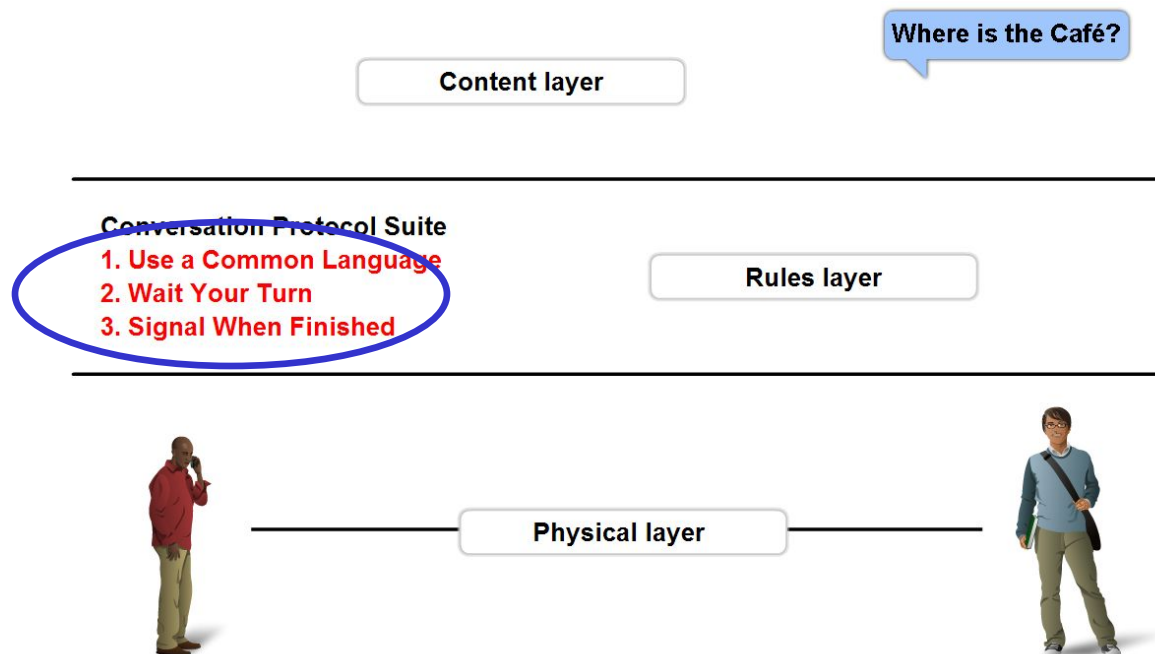 Where is the Café?
Content layer
Conversation Protocol Suite
1. Use a Common Language
2. Wait Your Turn
3. Signal When Finished
Rules layer
Physical layer